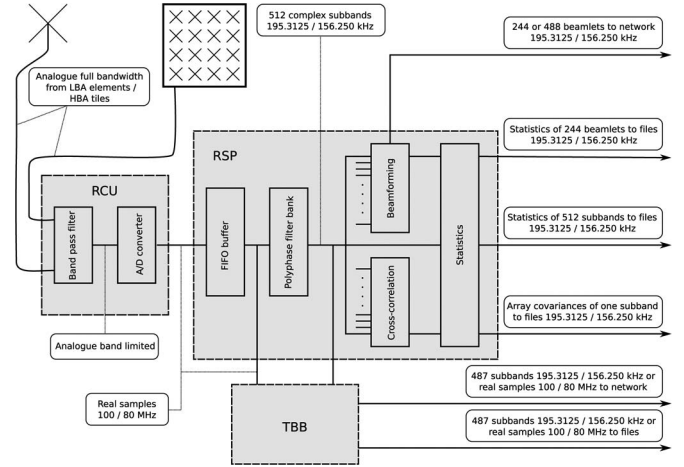 512 complex subbands
195.3125 / 156.250 kHz
244 or 488 beamlets to network
195.3125 / 156.250 kHz
Analogue full bandwidth
from LBA elements /
HBA tiles
Statistics of 244 beamlets to files
195.3125 / 156.250 kHz
RSP
RCU
Band pass filter
A/D converter
FIFO buffer
Polyphase filter bank
Beamforming
Cross-correlation
Statistics
Statistics of 512 subbands to files
195.3125 / 156.250 kHz
Array covariances of one subband
to files 195.3125 / 156.250 kHz
Analogue band limited
Real samples
100 / 80 MHz
TBB
487 subbands 195.3125 / 156.250 kHz or
real samples 100 / 80 MHz to network
487 subbands 195.3125 / 156.250 kHz or
real samples 100 / 80 MHz to files